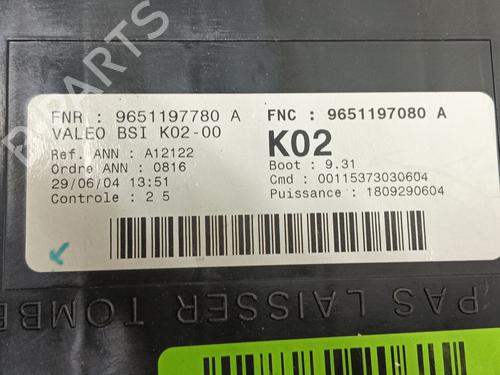 FNR : 9651197780 A
FNC : 9651197080 A
VALEO BSI K02-00
K02
Ref. ANN : A12122
Boot : 9.31
Ordre ANN : 0816
Cmd : 00115373030604
29/06/04 13:51
Puissance : 1809290604
Controle : 2 5
PAS LAISSER TOMBE
B PARTS